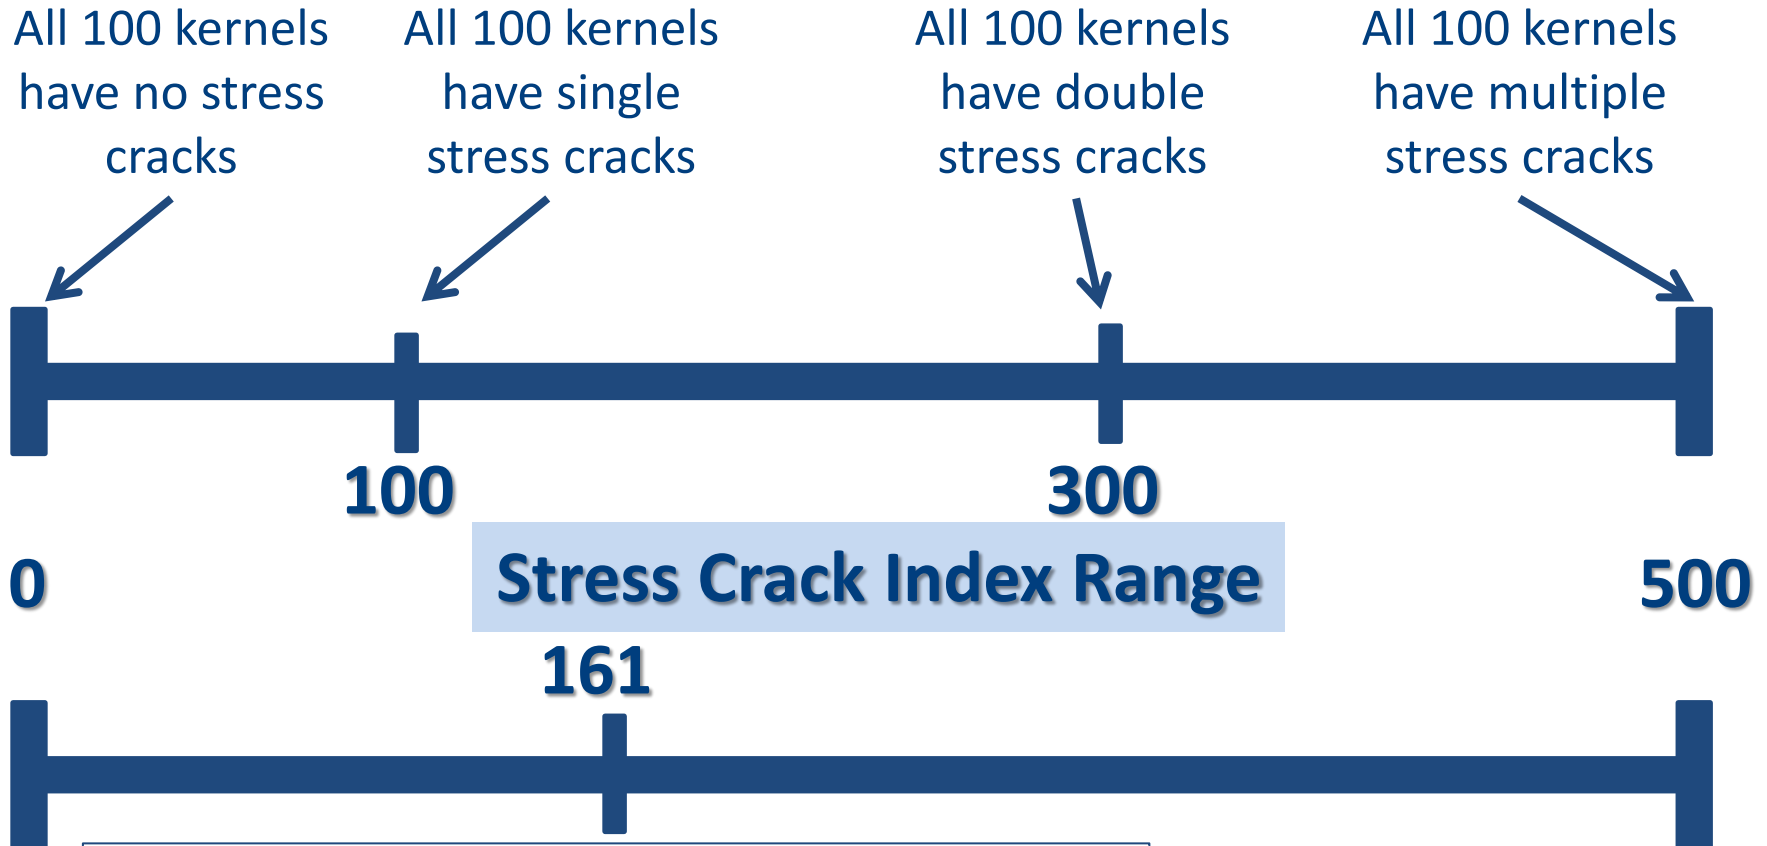 All 100 kernels
have no stress
cracks
All 100 kernels
have single
stress cracks
All 100 kernels
have double
stress cracks
All 100 kernels
have multiple
stress cracks
100
300
0
Stress Crack Index Range
500
161